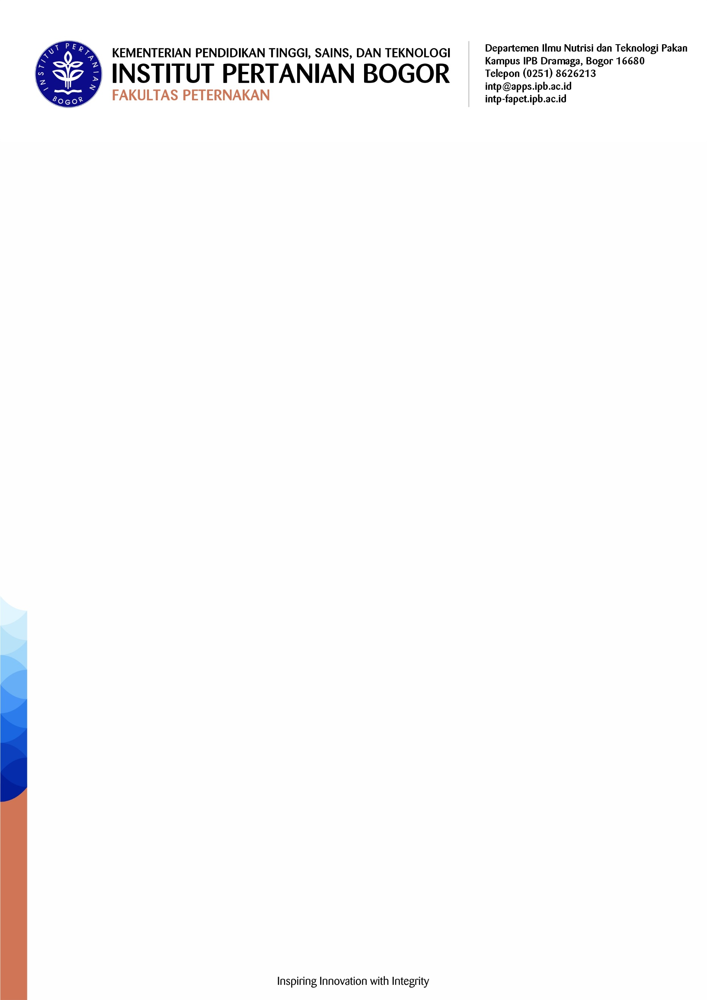 INSTITUT PERTANIAN
BOGOR
KEMENTERIAN PENDIDIKAN TINGGI, SAINS, DAN TEKNOLOGI
INSTITUT PERTANIAN BOGOR
FAKULTAS PETERNAKAN
Departemen Ilmu Nutrisi dan Teknologi Pakan
Kampus IPB Dramaga, Bogor 16680
Telepon (0251) 8626213
intp@apps.ipb.ac.id
intp-fapet.ipb.ac.id
Inspiring Innovation with Integrity